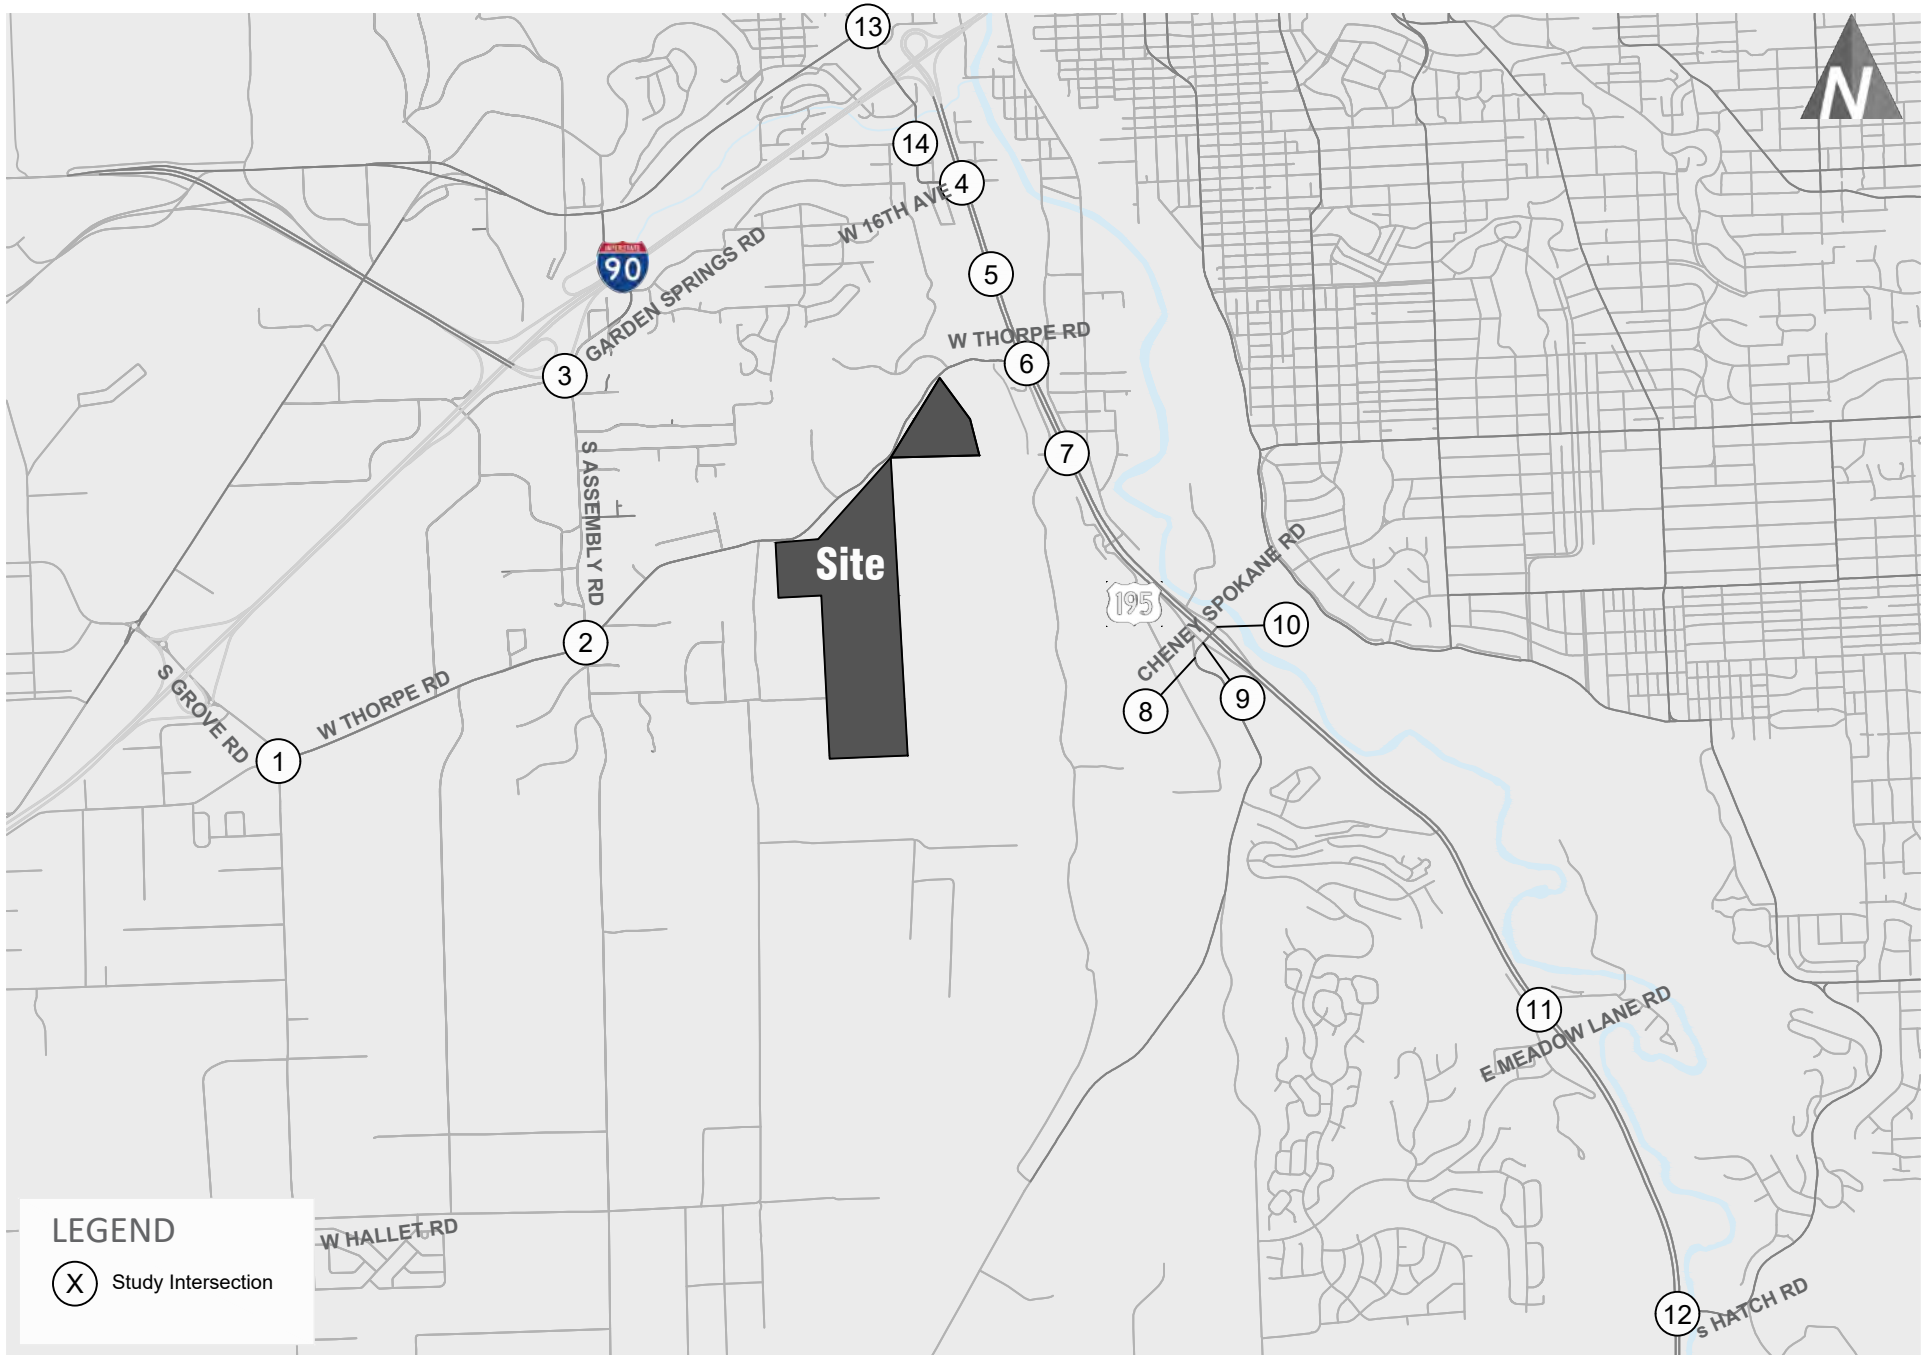 13
N
14
4
W 16TH AVE
INTERSTATE
90
GARDEN SPRINGS RD
5
W THORPE RD
6
3
7
S ASSEMBLY RD
Site
CHENEY SPOKANE RD
195
10
2
S GROVE RD
W THORPE RD
8
9
1
11
E MEADOW LANE RD
LEGEND
X Study Intersection
W HALLET RD
12
s HATCH RD